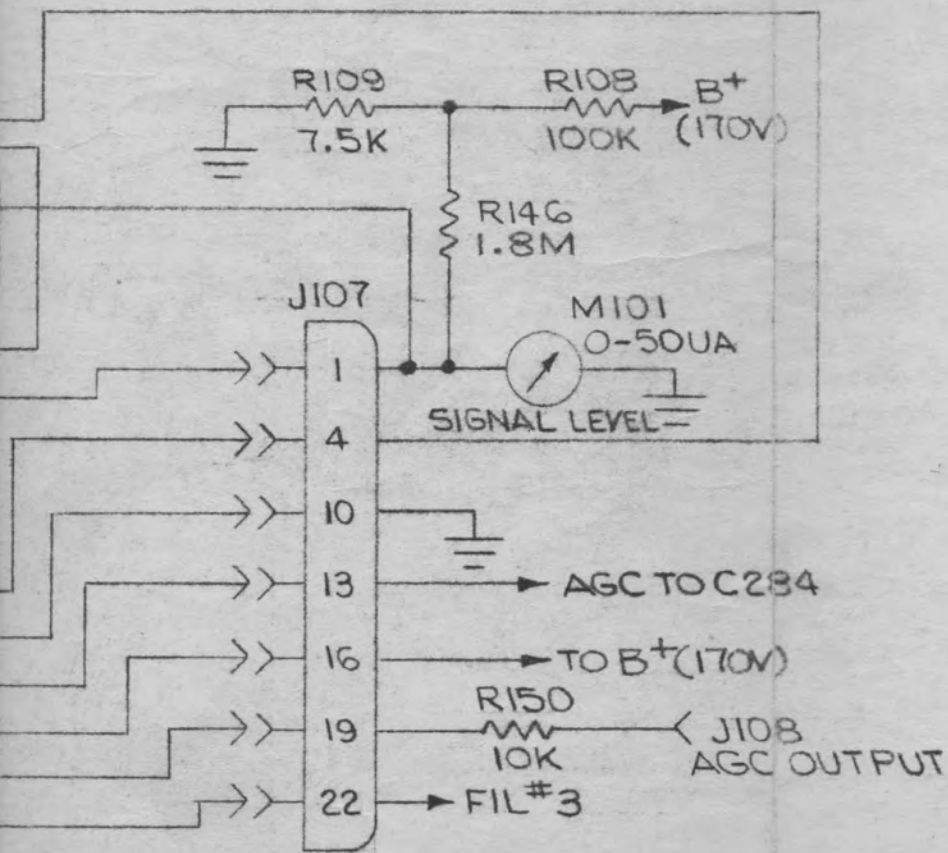 R109
7.5K
R108
100K
B+
(170V)
R146
1.8M
J107
M101
0-50UA
SIGNAL LEVEL
1
4
10
13
AGC TO C284
16
TO B+(170V)
R150
10K
19
J108
AGC OUTPUT
22
FIL #3